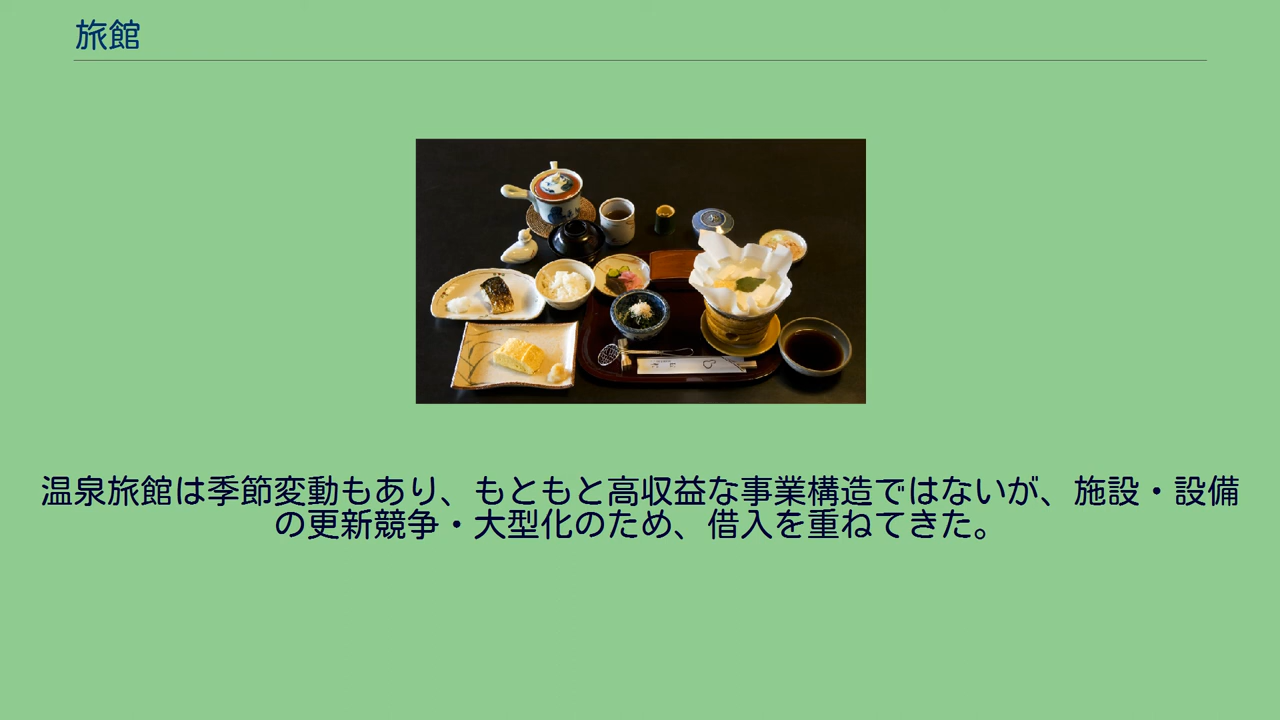 旅館
温泉旅館は季節変動もあり、もともと高収益な事業構造ではないが、施設・設備
の更新競争・大型化のため、借入を重ねてきた。